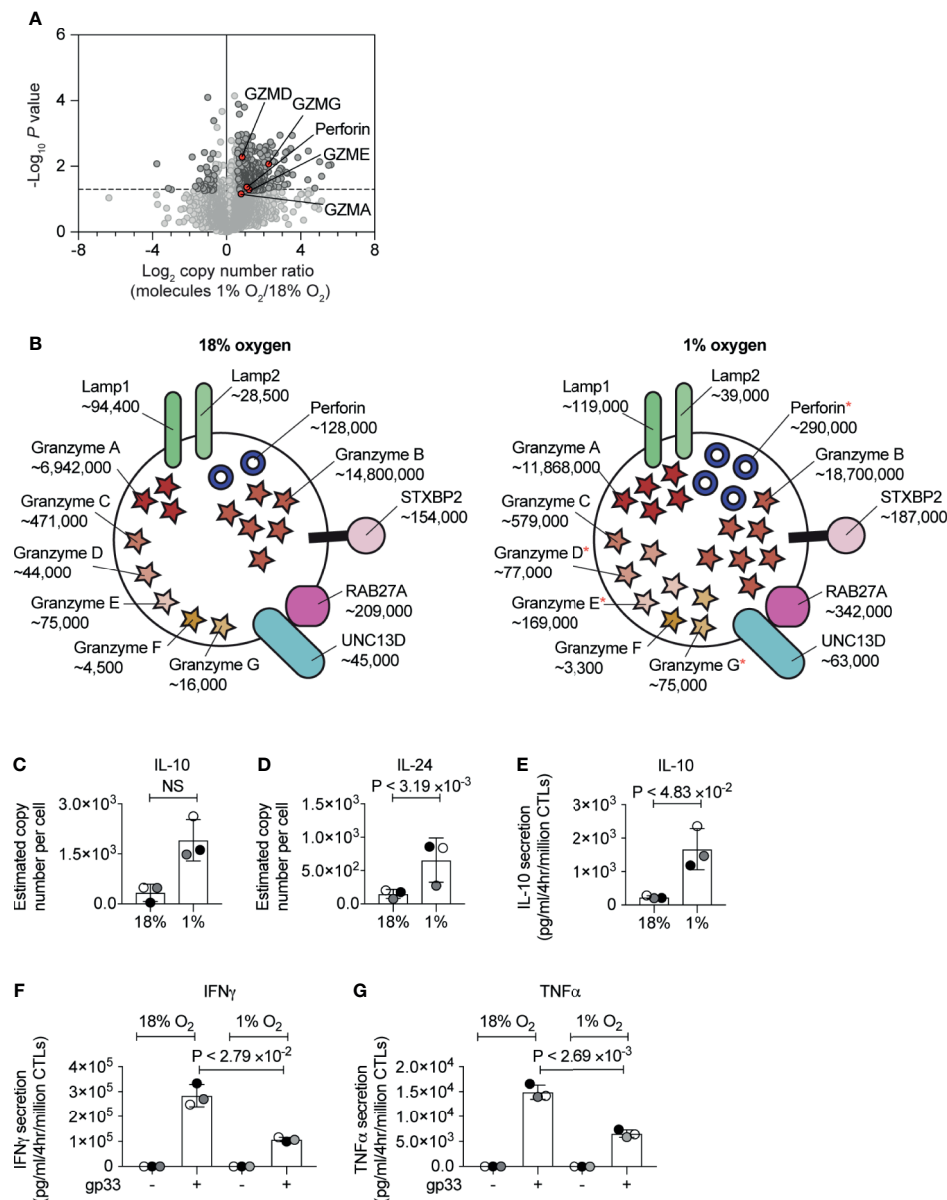 A
6
4
2
0
-Log10 P value
GZMD
GZMG
Perforin
GZME
GZMA
-8
-4
0
4
8
Log2 copy number ratio
(molecules 1% O2/18% O2)
B
18% oxygen
Lamp1
~94,400
Lamp2
~28,500
Perforin
~128,000
Granzyme A
~6,942,000
Granzyme B
~14,800,000
Granzyme C
~471,000
STXBP2
~154,000
Granzyme D
~44,000
Granzyme E
~75,000
RAB27A
~209,000
Granzyme F
~4,500
Granzyme G
~16,000
UNC13D
~45,000
1% oxygen
Lamp1
~119,000
Lamp2
~39,000
Perforin*
~290,000
Granzyme A
~11,868,000
Granzyme B
~18,700,000
Granzyme C
~579,000
STXBP2
~187,000
Granzyme D*
~77,000
Granzyme E*
~169,000
RAB27A
~342,000
Granzyme F
~3,300
Granzyme G*
~75,000
UNC13D
~63,000
C
IL-10
NS
3.0×10³
1.5×10³
0.0
Estimated copy
number per cell
18%
1%
D
IL-24
P < 3.19 ×10⁻³
1.5×10³
1.0×10³
5.0×10²
0.0
Estimated copy
number per cell
18%
1%
E
IL-10
P < 4.83 ×10⁻²
3×10³
2×10³
1×10³
0
IL-10 secretion
(pg/ml/4hr/million CTLs)
18%
1%
F
IFNγ
18% O2
1% O2
P < 2.79 ×10⁻²
4×10⁵
3×10⁵
2×10⁵
1×10⁵
0
IFNγ secretion
(pg/ml/4hr/million CTLs)
gp33 - + - +
G
TNFα
18% O2
1% O2
P < 2.69 ×10⁻³
2.0×10⁴
1.5×10⁴
1.0×10⁴
5.0×10³
0.0
TNFα secretion
(pg/ml/4hr/million CTLs)
gp33 - + - +